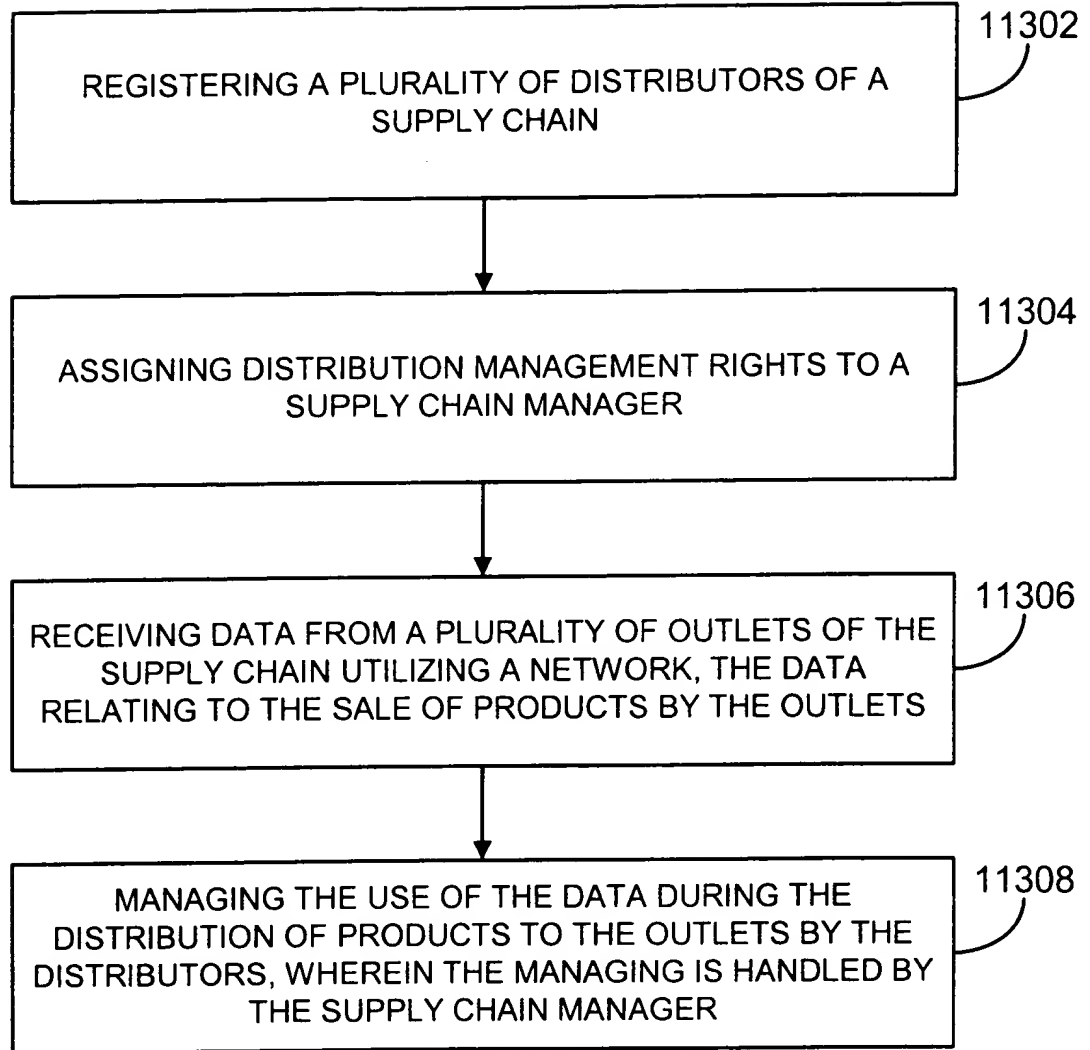 11302
REGISTERING A PLURALITY OF DISTRIBUTORS OF A
SUPPLY CHAIN
11304
ASSIGNING DISTRIBUTION MANAGEMENT RIGHTS TO A
SUPPLY CHAIN MANAGER
11306
RECEIVING DATA FROM A PLURALITY OF OUTLETS OF THE
SUPPLY CHAIN UTILIZING A NETWORK, THE DATA
RELATING TO THE SALE OF PRODUCTS BY THE OUTLETS
11308
MANAGING THE USE OF THE DATA DURING THE
DISTRIBUTION OF PRODUCTS TO THE OUTLETS BY THE
DISTRIBUTORS, WHEREIN THE MANAGING IS HANDLED BY
THE SUPPLY CHAIN MANAGER